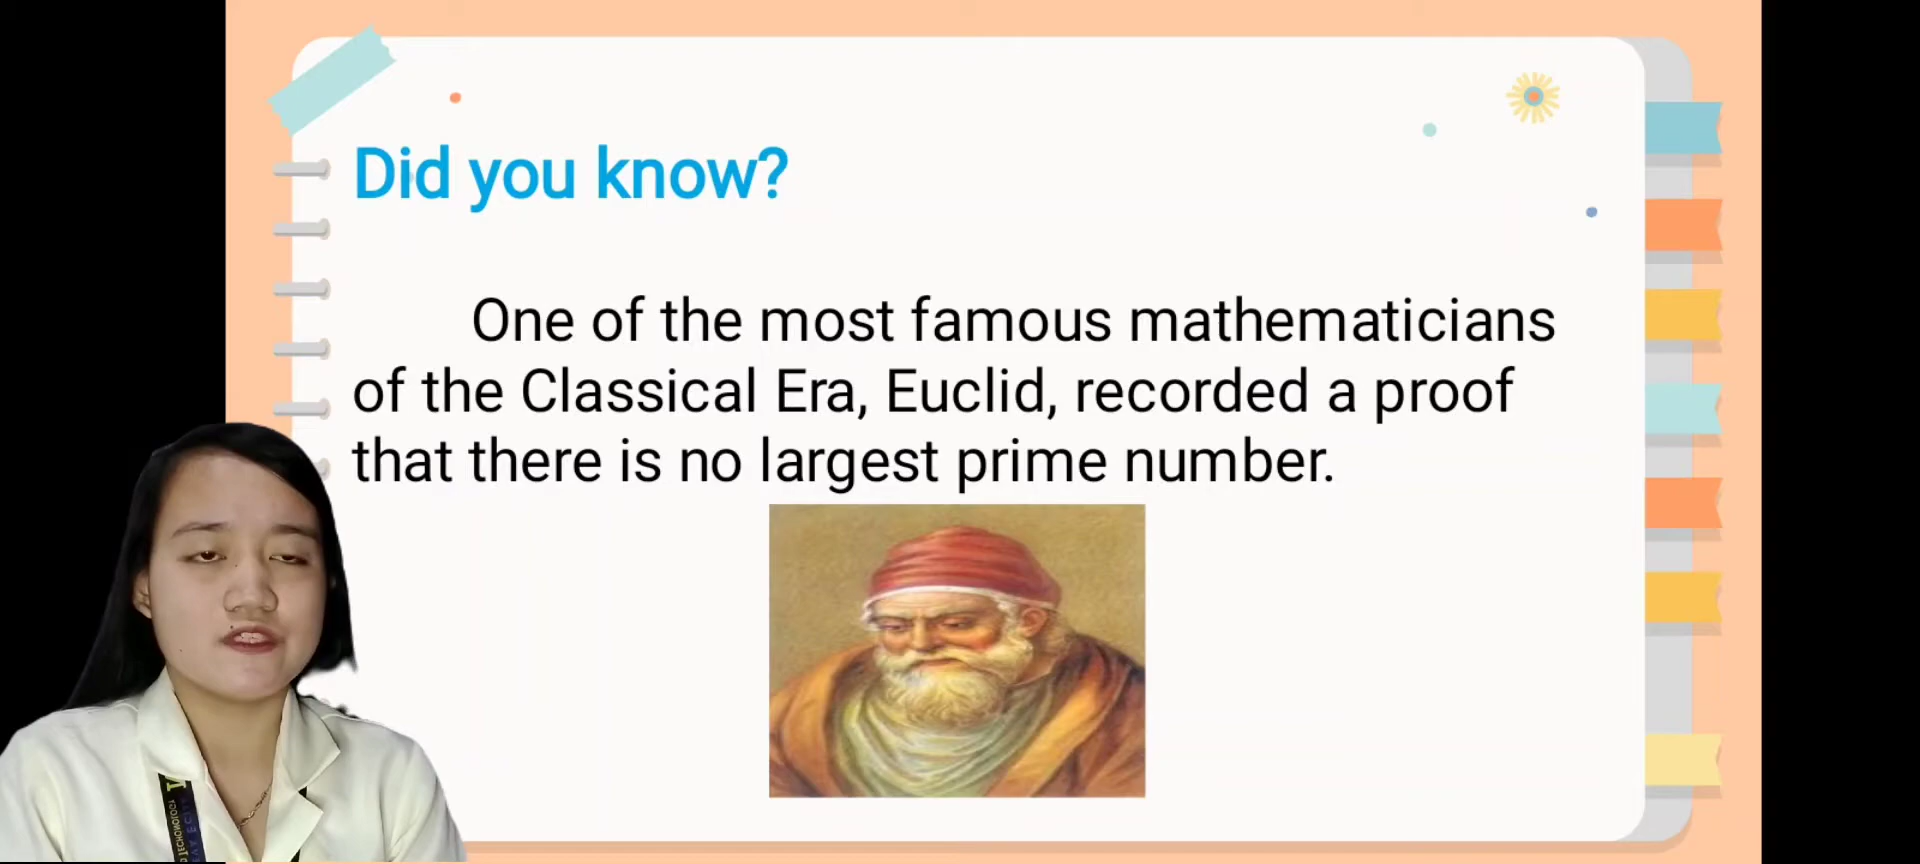 Did you know?
One of the most famous mathematicians
of the Classical Era, Euclid, recorded a proof
that there is no largest prime number.